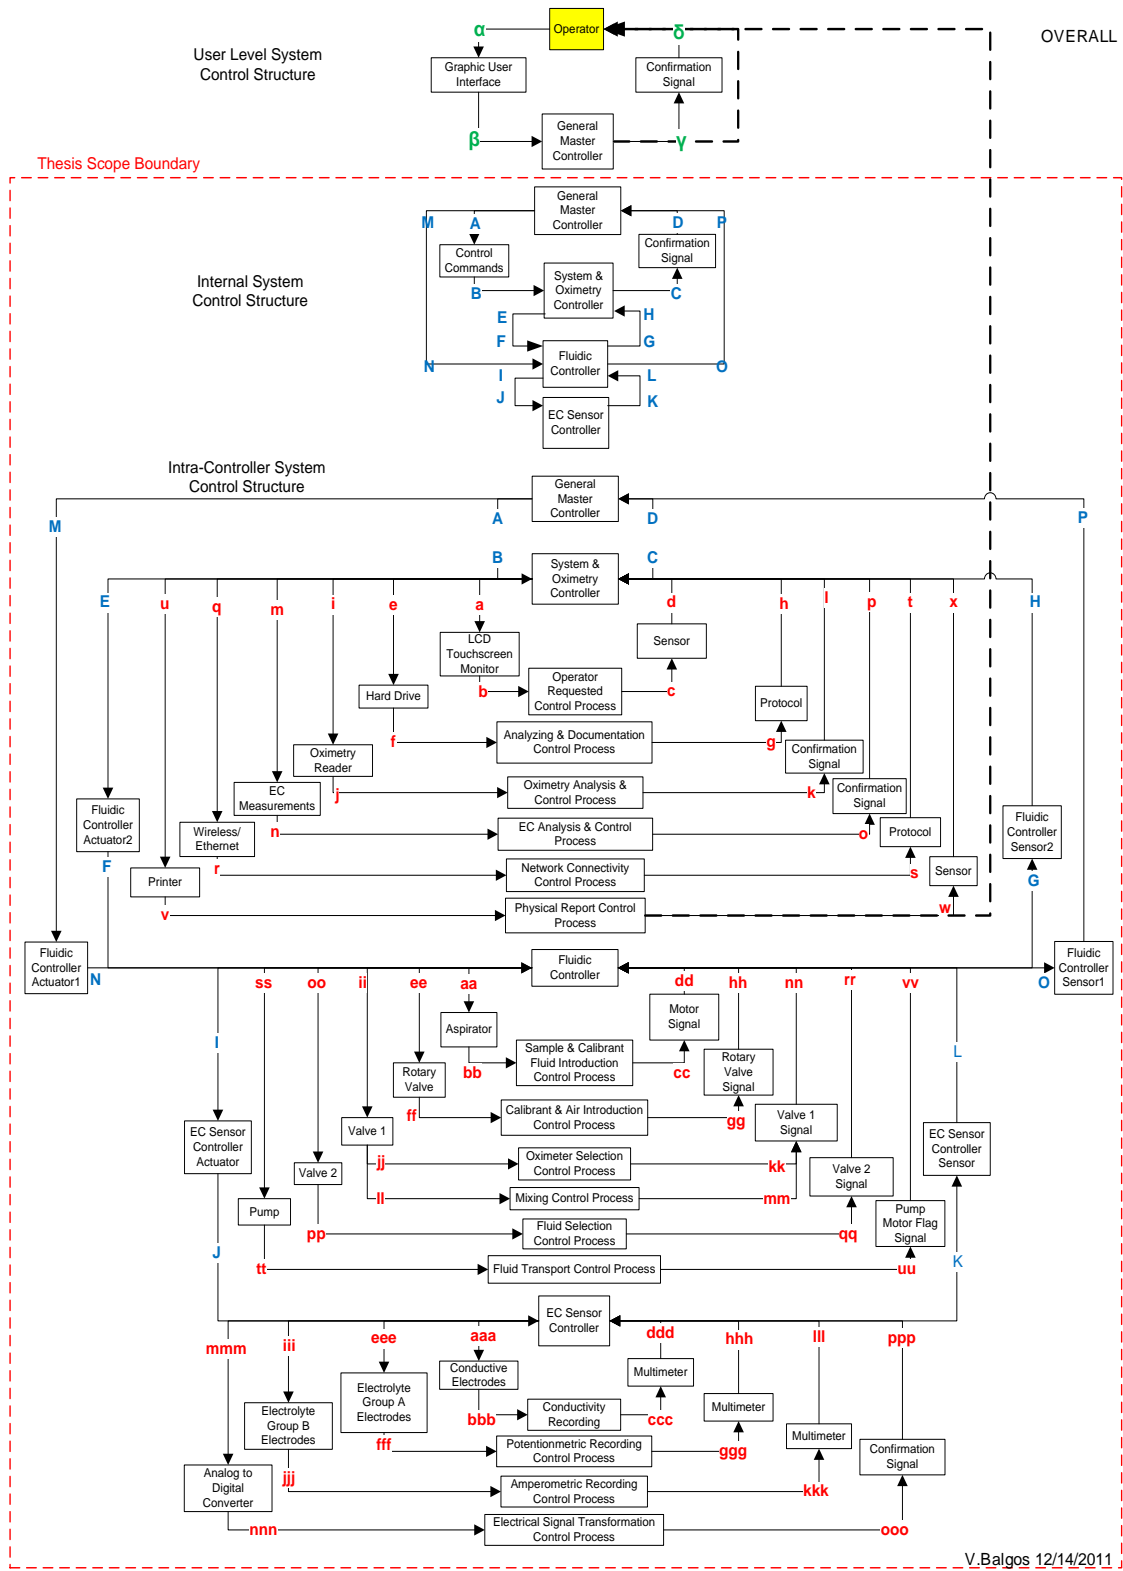 α
Operator
δ
OVERALL
User Level System
Control Structure
Graphic User
Interface
Confirmation
Signal
β
General
Master
Controller
γ
Thesis Scope Boundary
General
Master
Controller
M
A
D
P
Control
Commands
Confirmation
Signal
Internal System
Control Structure
B
System &
Oximetry
Controller
C
E
H
F
G
Fluidic
Controller
N
O
I
L
J
K
EC Sensor
Controller
Intra-Controller System
Control Structure
General
Master
Controller
M
A
D
P
B
System &
Oximetry
Controller
C
E
u
q
m
i
e
a
d
h
l
p
t
x
H
LCD
Touchscreen
Monitor
Sensor
b
Operator
Requested
Control Process
c
Hard Drive
Protocol
f
Analyzing & Documentation
Control Process
g
Oximetry
Reader
Confirmation
Signal
j
Oximetry Analysis &
Control Process
k
EC
Measurements
Confirmation
Signal
n
EC Analysis & Control
Process
o
Fluidic
Controller
Actuator2
Wireless/
Ethernet
Protocol
Fluidic
Controller
Sensor2
F
r
Network Connectivity
Control Process
s
G
Printer
Sensor
v
Physical Report Control
Process
w
Fluidic
Controller
Actuator1
N
Fluidic
Controller
O
Fluidic
Controller
Sensor1
ss
oo
ii
ee
aa
dd
hh
nn
rr
vv
Aspirator
Motor
Signal
I
L
bb
Sample & Calibrant
Fluid Introduction
Control Process
cc
Rotary
Valve
Rotary
Valve
Signal
ff
Calibrant & Air Introduction
Control Process
gg
Valve 1
Valve 1
Signal
EC Sensor
Controller
Actuator
EC Sensor
Controller
Sensor
jj
Oximeter Selection
Control Process
kk
Valve 2
Valve 2
Signal
ll
Mixing Control Process
mm
Pump
Pump
Motor Flag
Signal
pp
Fluid Selection
Control Process
qq
J
K
tt
Fluid Transport Control Process
uu
EC Sensor
Controller
mmm
iii
eee
aaa
ddd
hhh
lll
ppp
Conductive
Electrodes
Multimeter
Electrolyte
Group A
Electrodes
Multimeter
bbb
Conductivity
Recording
ccc
Electrolyte
Group B
Electrodes
Multimeter
fff
Potentionmetric Recording
Control Process
ggg
Confirmation
Signal
Analog to
Digital
Converter
jjj
Amperometric Recording
Control Process
kkk
nnn
Electrical Signal Transformation
Control Process
ooo
V.Balgos 12/14/2011